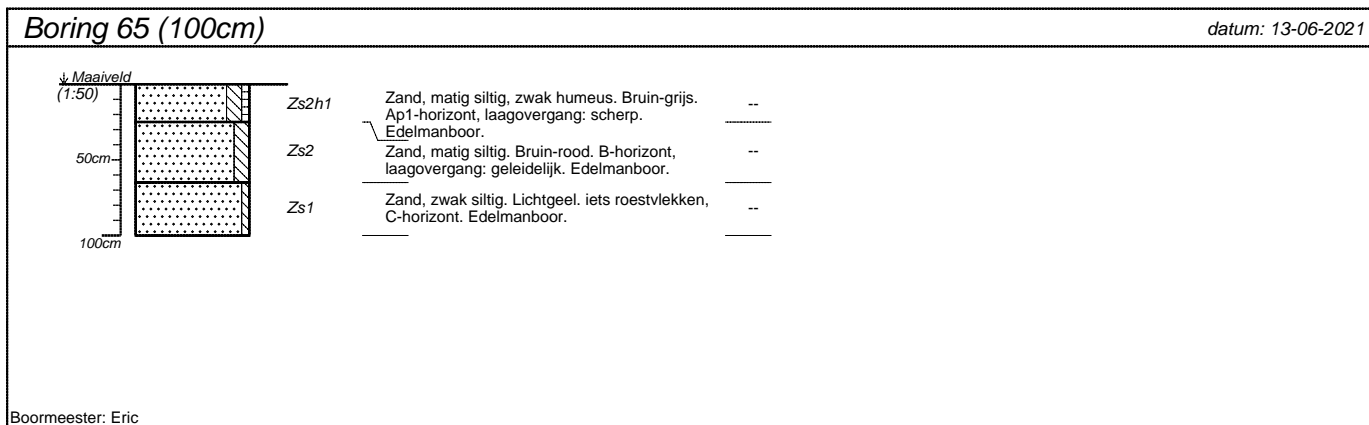 Boring 65 (100cm)
datum: 13-06-2021
Maaiveld
(1:50)
Zs2h1
Zand, matig siltig, zwak humeus. Bruin-grijs.
Ap1-horizont, laagovergang: scherp.
Edelmanboor.
--
50cm
Zs2
Zand, matig siltig. Bruin-rood. B-horizont,
laagovergang: geleidelijk. Edelmanboor.
--
Zs1
Zand, zwak siltig. Lichtgeel. iets roestvlekken,
C-horizont. Edelmanboor.
--
100cm
Boormeester: Eric